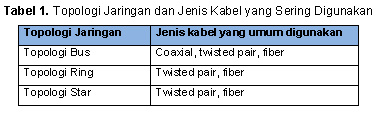 Tabel 1. Topologi Jaringan dan Jenis Kabel yang Sering Digunakan
Topologi Jaringan Jenis kabel yang umum digunakan
Topologi Bus Coaxial, twisted pair, fiber
Topologi Ring Twisted pair, fiber
Topologi Star Twisted pair, fiber